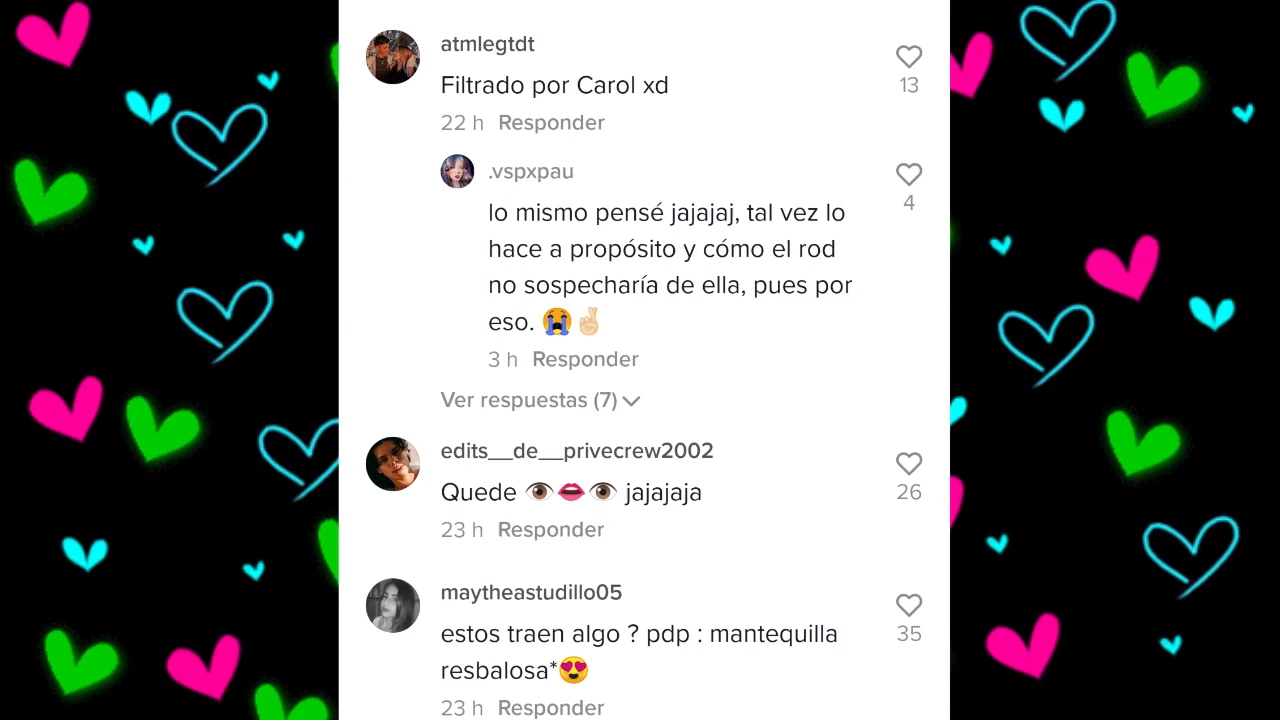 atmlegtdt
Filtrado por Carol xd
13
22 h Responder
.vspxpau
lo mismo pensé jajajaj, tal vez lo
hace a propósito y cómo el rod
no sospecharía de ella, pues por
eso. 😭🤞🏻
4
3 h Responder
Ver respuestas (7)
edits__de__privecrew2002
Quede 👁️👄👁️ jajajaja
26
23 h Responder
maytheastudillo05
estos traen algo ? pdp : mantequilla
resbalosa*😍
35
23 h Responder